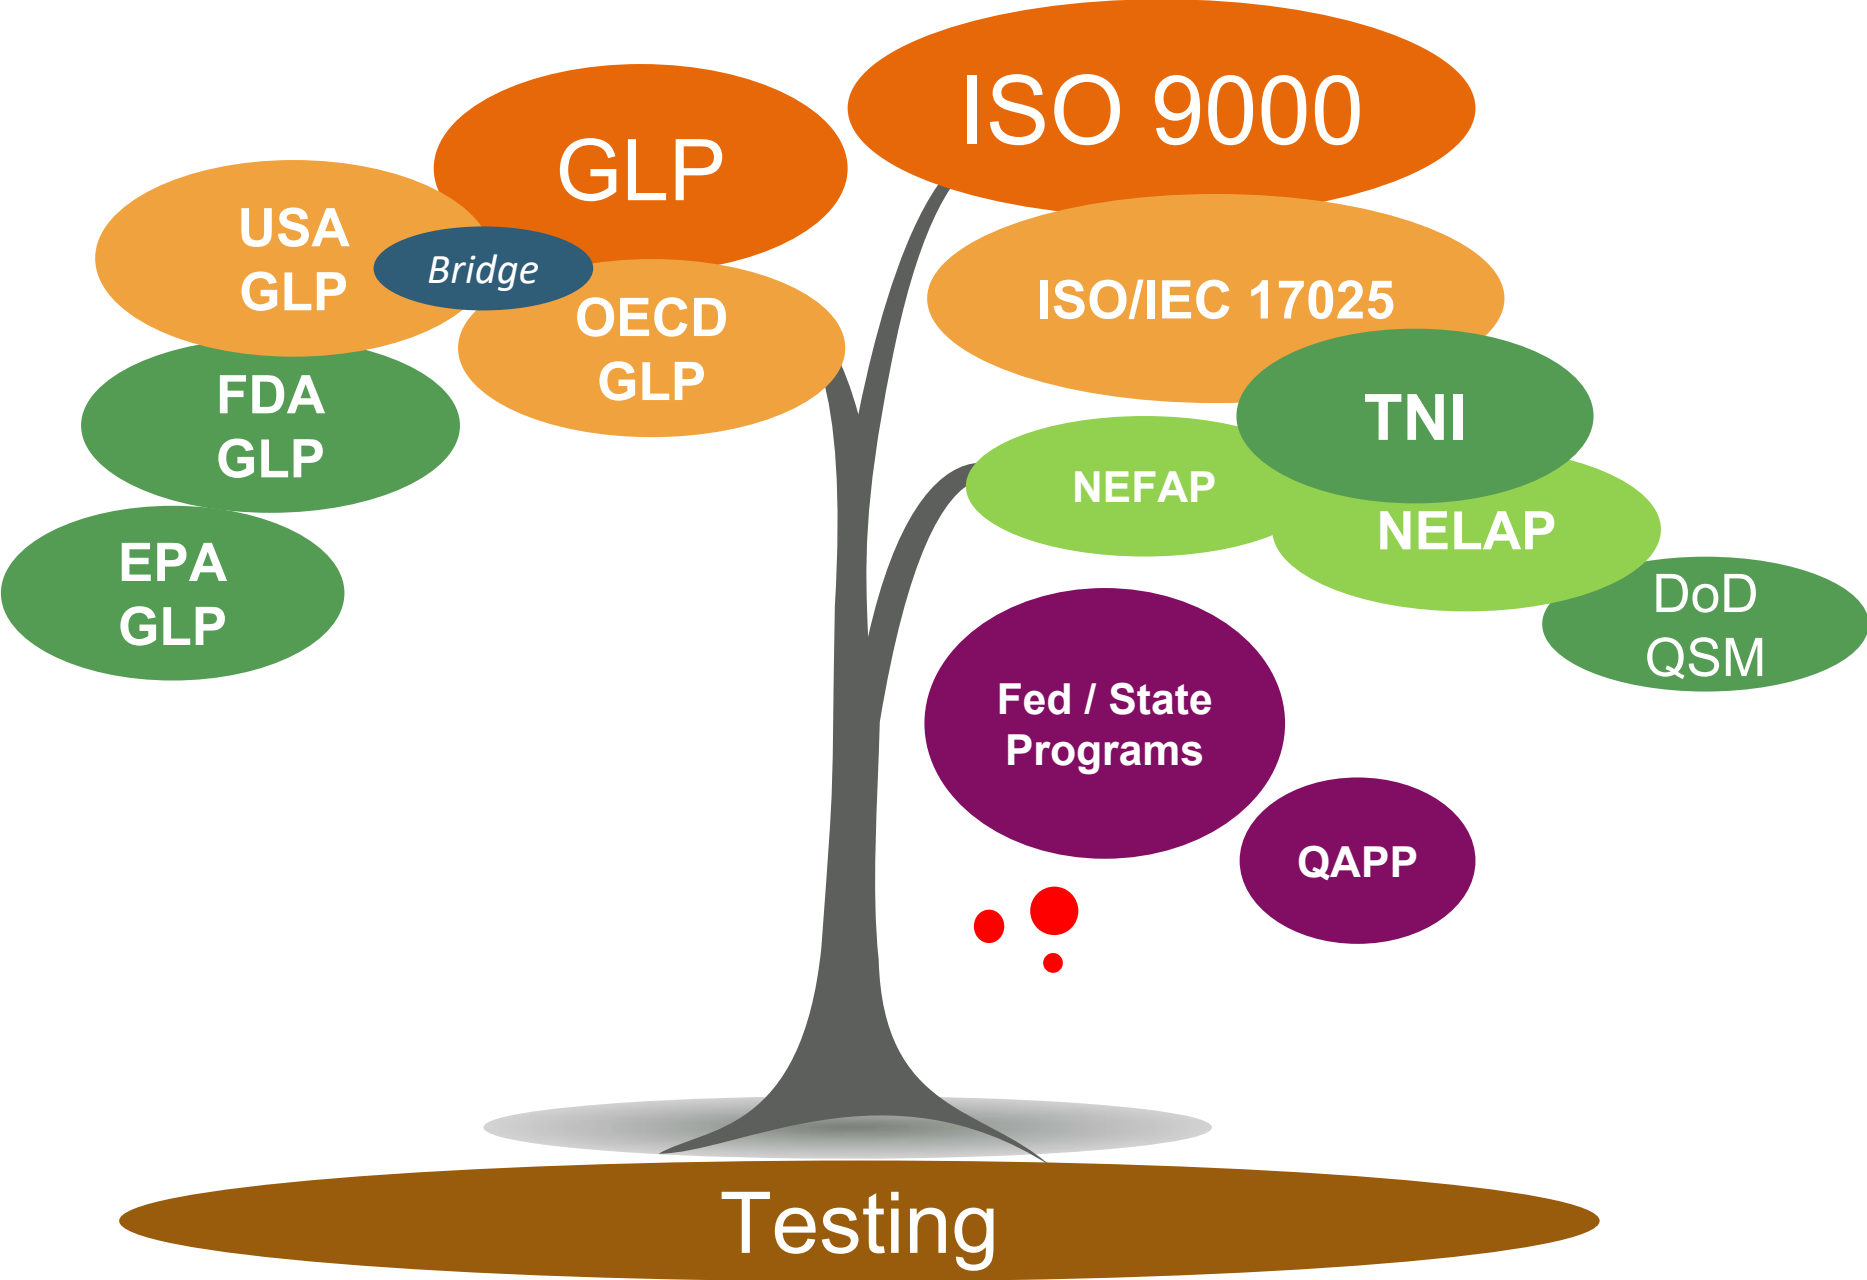 ISO 9000
GLP
USA
GLP
Bridge
OECD
GLP
ISO/IEC 17025
FDA
GLP
TNI
NEFAP
NELAP
EPA
GLP
DoD
QSM
Fed / State
Programs
QAPP
Testing